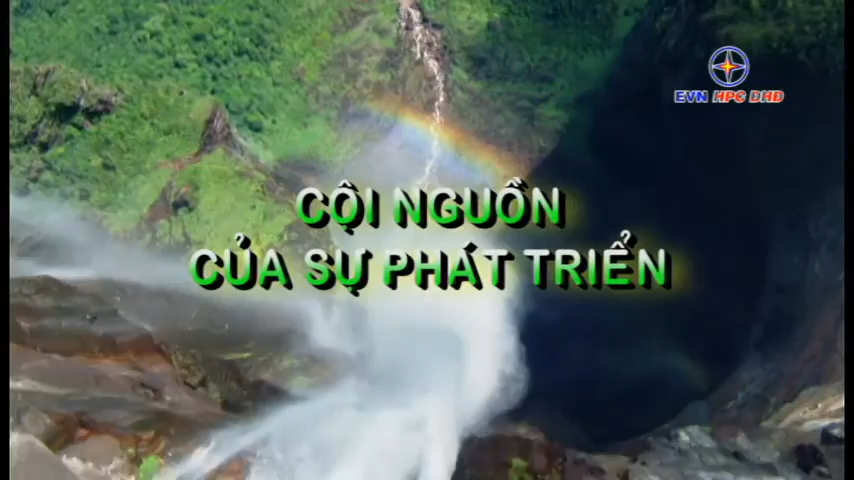 EVN HPC DHD
CỘI NGUỒN
CỦA SỰ PHÁT TRIỂN